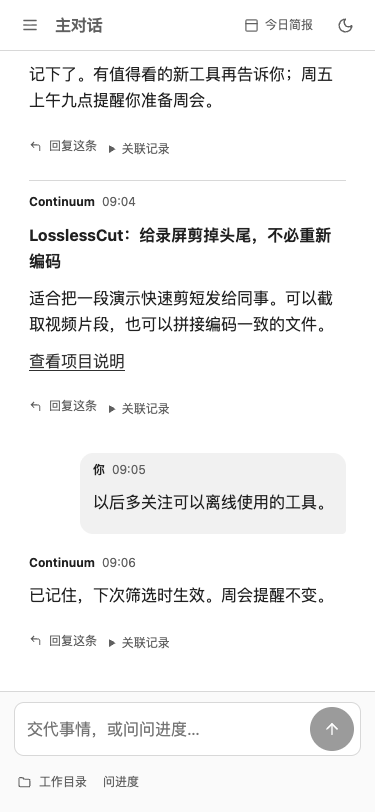 主对话
今日简报
记下了。有值得看的新工具再告诉你；周五
上午九点提醒你准备周会。
回复这条
关联记录
Continuum 09:04
LosslessCut：给录屏剪掉头尾，不必重新
编码
适合把一段演示快速剪短发给同事。可以截
取视频片段，也可以拼接编码一致的文件。
查看项目说明
回复这条
关联记录
你 09:05
以后多关注可以离线使用的工具。
Continuum 09:06
已记住，下次筛选时生效。周会提醒不变。
回复这条
关联记录
交代事情，或问问进度...
工作目录
问进度